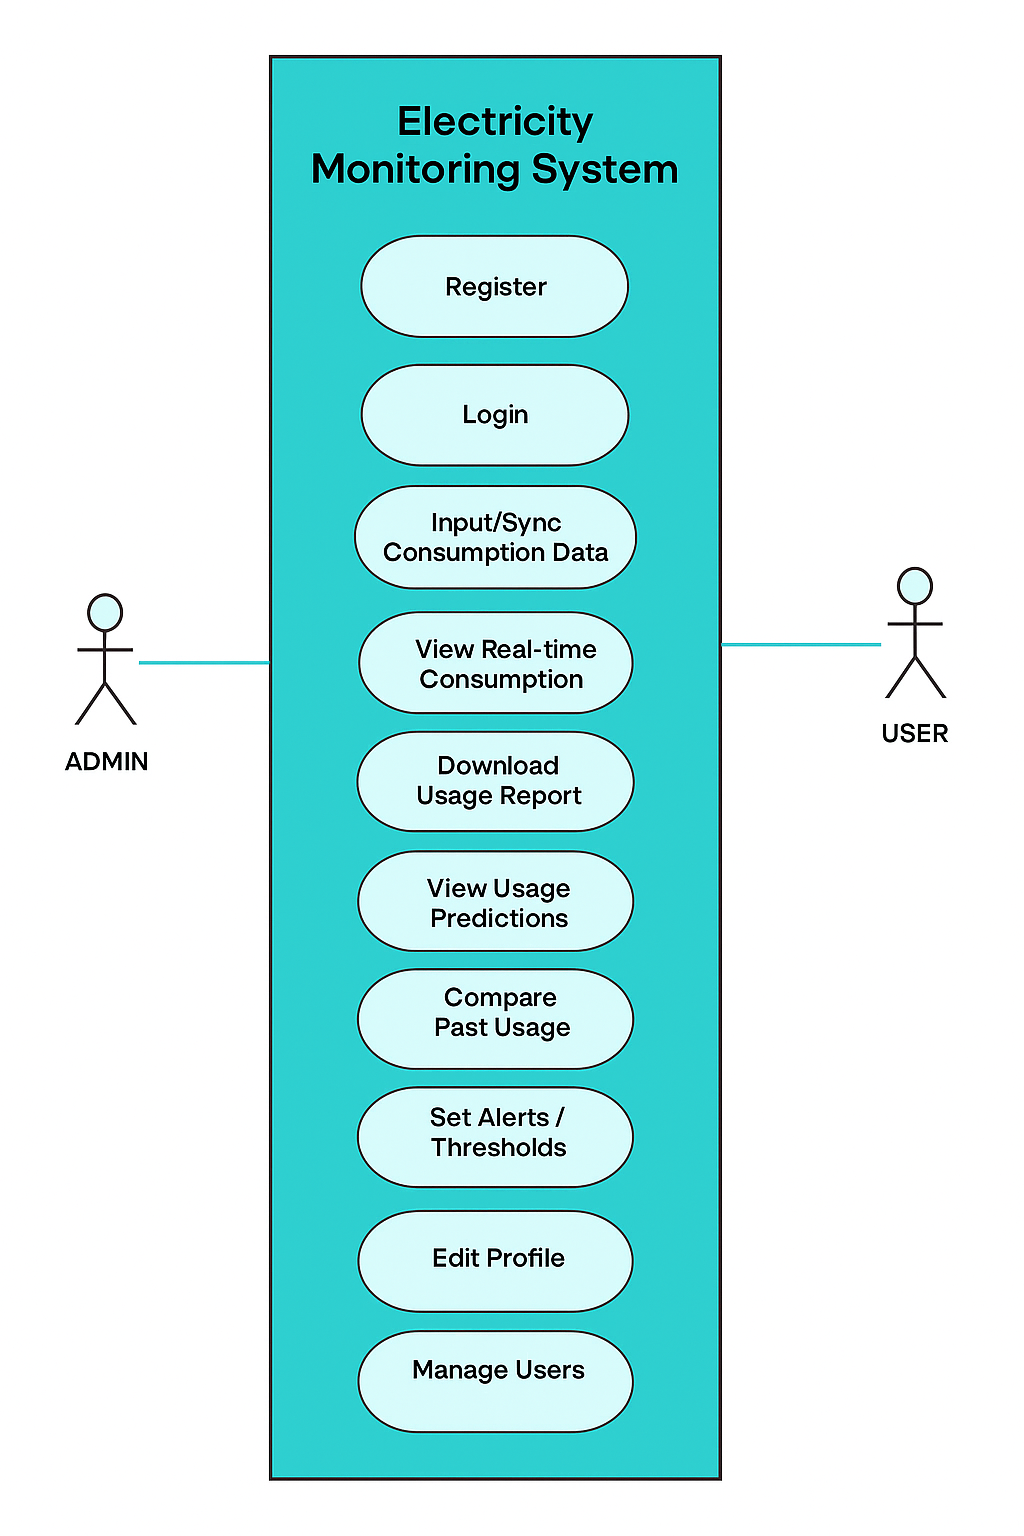 Electricity
Monitoring System
Register
Login
Input/Sync
Consumption Data
View Real-time
Consumption
Download
Usage Report
View Usage
Predictions
Compare
Past Usage
Set Alerts /
Thresholds
Edit Profile
Manage Users
ADMIN
USER